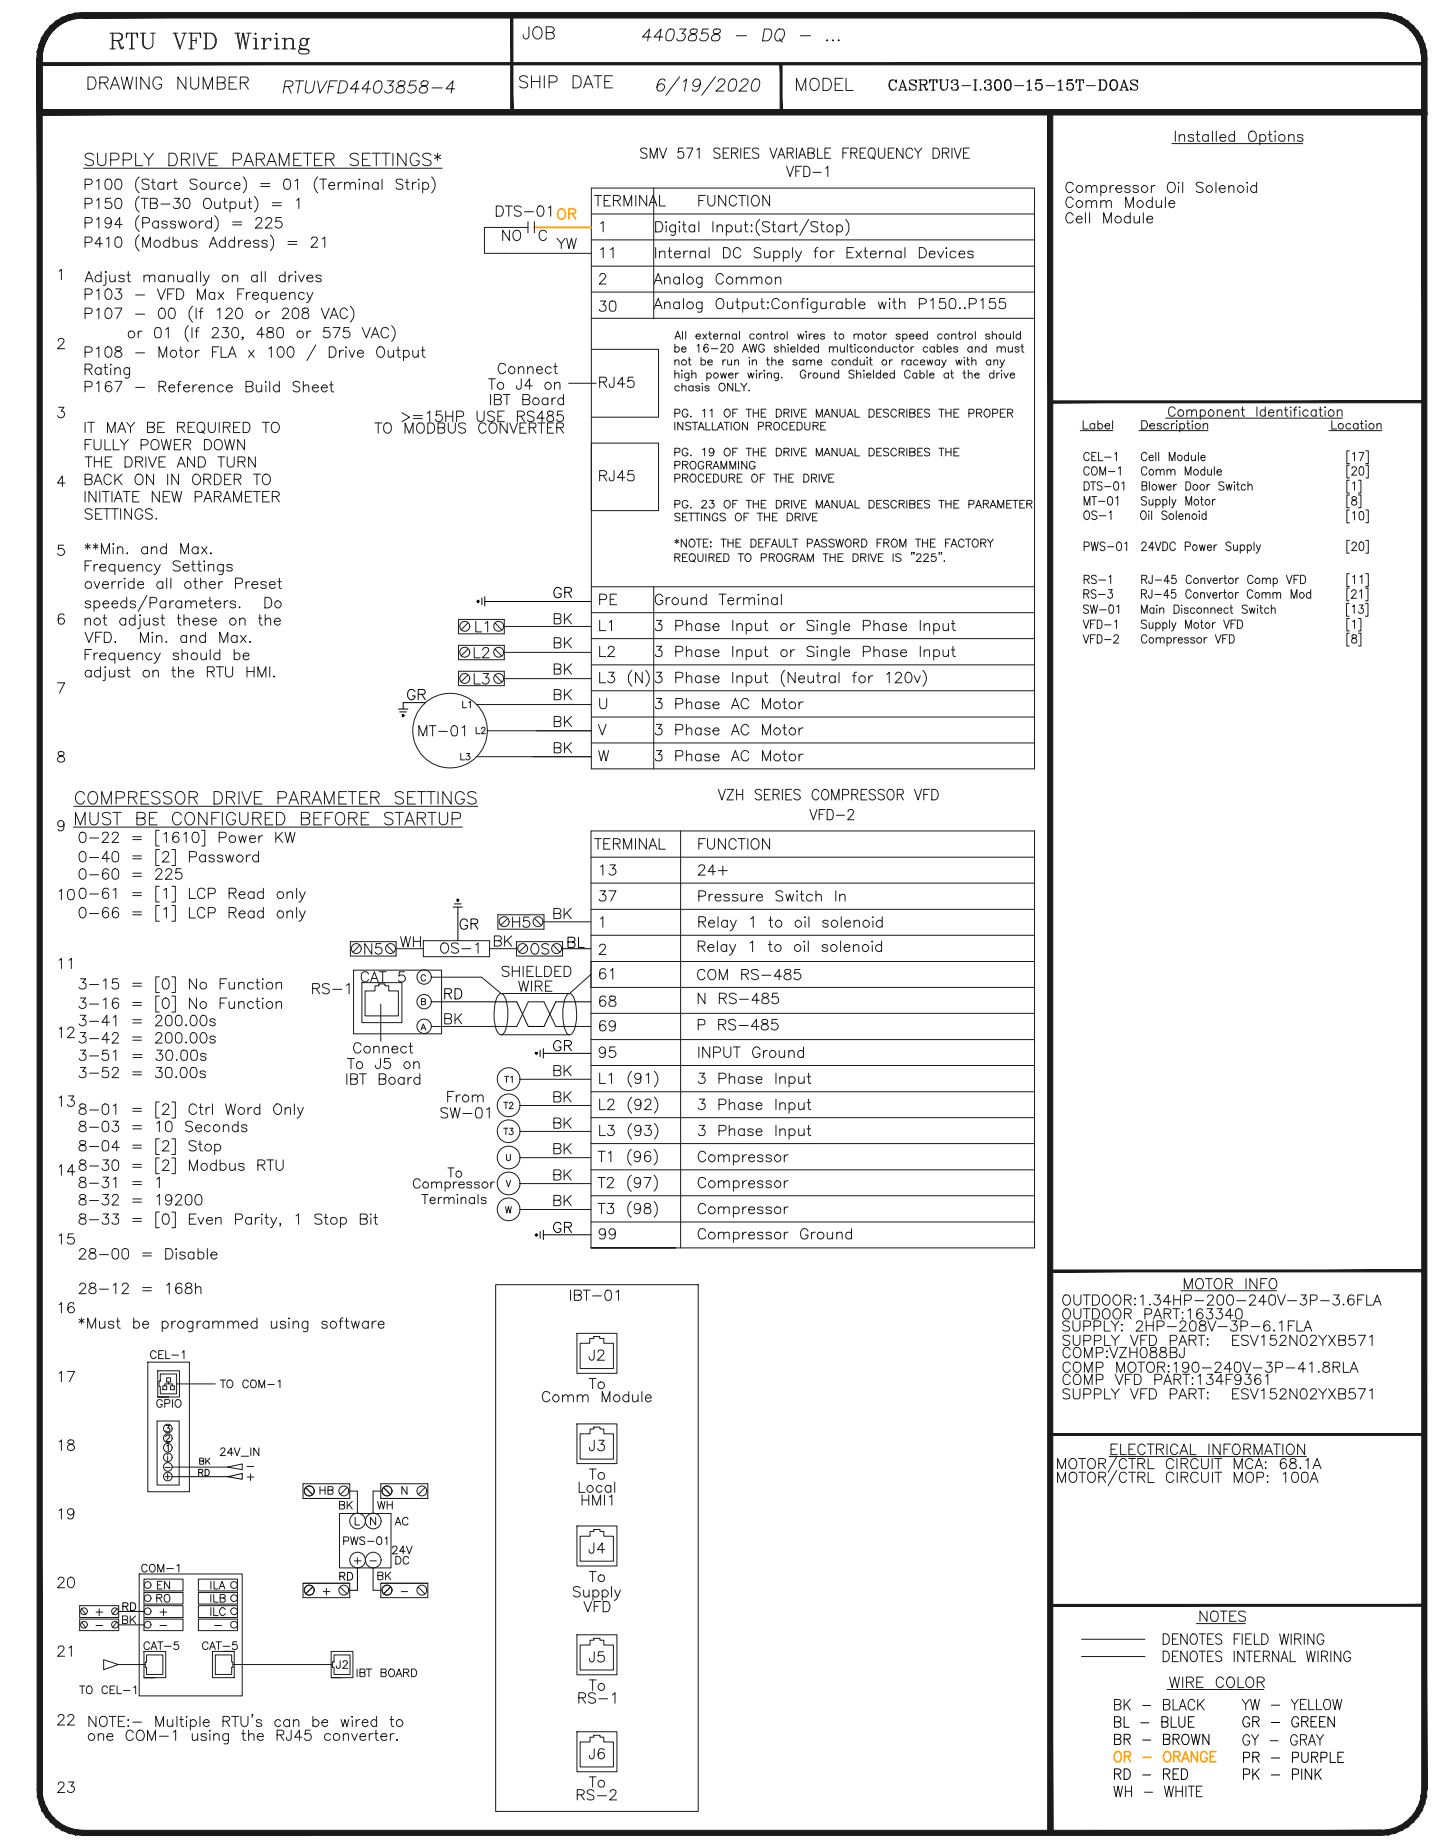 RTU VFD Wiring
JOB 4403858 - DQ - ...
DRAWING NUMBER RTUVFD4403858-4
SHIP DATE 6/19/2020
MODEL CASRTU3-I.300-15-15T-DOAS
SUPPLY DRIVE PARAMETER SETTINGS*
P100 (Start Source) = 01 (Terminal Strip)
P150 (TB-30 Output) = 1
P194 (Password) = 225
P410 (Modbus Address) = 21
1
Adjust manually on all drives
P103 - VFD Max Frequency
P107 - 00 (If 120 or 208 VAC)
or 01 (If 230, 480 or 575 VAC)
2
P108 - Motor FLA x 100 / Drive Output
Rating
P167 - Reference Build Sheet
3
IT MAY BE REQUIRED TO
FULLY POWER DOWN
THE DRIVE AND TURN
4
BACK ON IN ORDER TO
INITIATE NEW PARAMETER
SETTINGS.
5
**Min. and Max.
Frequency Settings
override all other Preset
speeds/Parameters. Do
6
not adjust these on the
VFD. Min. and Max.
Frequency should be
adjust on the RTU HMI.
7
8
SMV 571 SERIES VARIABLE FREQUENCY DRIVE
VFD-1
TERMINAL FUNCTION
DTS-01 OR
NO C YW
1 Digital Input:(Start/Stop)
11 Internal DC Supply for External Devices
2 Analog Common
30 Analog Output:Configurable with P150..P155
Connect
To J4 on
IBT Board
>=15HP USE RS485
TO MODBUS CONVERTER
RJ45
RJ45
All external control wires to motor speed control should
be 16-20 AWG shielded multiconductor cables and must
not be run in the same conduit or raceway with any
high power wiring. Ground Shielded Cable at the drive
chasis ONLY.
PG. 11 OF THE DRIVE MANUAL DESCRIBES THE PROPER
INSTALLATION PROCEDURE
PG. 19 OF THE DRIVE MANUAL DESCRIBES THE
PROGRAMMING
PROCEDURE OF THE DRIVE
PG. 23 OF THE DRIVE MANUAL DESCRIBES THE PARAMETER
SETTINGS OF THE DRIVE
*NOTE: THE DEFAULT PASSWORD FROM THE FACTORY
REQUIRED TO PROGRAM THE DRIVE IS "225".
GR PE Ground Terminal
L1 BK L1 3 Phase Input or Single Phase Input
L2 BK L2 3 Phase Input or Single Phase Input
L3 BK L3 (N) 3 Phase Input (Neutral for 120v)
GR L1 BK U 3 Phase AC Motor
MT-01 L2 BK V 3 Phase AC Motor
L3 BK W 3 Phase AC Motor
COMPRESSOR DRIVE PARAMETER SETTINGS
9
MUST BE CONFIGURED BEFORE STARTUP
0-22 = [1610] Power KW
0-40 = [2] Password
0-60 = 225
10
0-61 = [1] LCP Read only
0-66 = [1] LCP Read only
11
3-15 = [0] No Function
3-16 = [0] No Function
3-41 = 200.00s
12
3-42 = 200.00s
3-51 = 30.00s
3-52 = 30.00s
13
8-01 = [2] Ctrl Word Only
8-03 = 10 Seconds
8-04 = [2] Stop
14
8-30 = [2] Modbus RTU
8-31 = 1
8-32 = 19200
8-33 = [0] Even Parity, 1 Stop Bit
15
28-00 = Disable
28-12 = 168h
16
*Must be programmed using software
VZH SERIES COMPRESSOR VFD
VFD-2
TERMINAL FUNCTION
13 24+
37 Pressure Switch In
GR
H5 BK 1 Relay 1 to oil solenoid
N5 WH OS-1 BK OS BL 2 Relay 1 to oil solenoid
RS-1 CAT 5 C SHIELDED WIRE 61 COM RS-485
B RD 68 N RS-485
A BK 69 P RS-485
Connect
To J5 on
IBT Board
GR 95 INPUT Ground
From
SW-01
T1 BK L1 (91) 3 Phase Input
T2 BK L2 (92) 3 Phase Input
T3 BK L3 (93) 3 Phase Input
To
Compressor
Terminals
U BK T1 (96) Compressor
V BK T2 (97) Compressor
W BK T3 (98) Compressor
GR 99 Compressor Ground
CEL-1
17
TO COM-1
GPIO
18
3
2
1
24V_IN
BK -
RD +
19
HB N
BK WH
L N AC
PWS-01
24V
DC
+ -
RD BK
+ -
20
COM-1
EN ILA
RO ILB
+ RD + ILC
- BK - -
21
CAT-5 CAT-5
J2 IBT BOARD
TO CEL-1
22
NOTE:- Multiple RTU's can be wired to
one COM-1 using the RJ45 converter.
23
IBT-01
J2
To
Comm Module
J3
To
Local
HMI1
J4
To
Supply
VFD
J5
To
RS-1
J6
To
RS-2
Installed Options
Compressor Oil Solenoid
Comm Module
Cell Module
Component Identification
Label Description Location
CEL-1 Cell Module [17]
COM-1 Comm Module [20]
DTS-01 Blower Door Switch [1]
MT-01 Supply Motor [8]
OS-1 Oil Solenoid [10]
PWS-01 24VDC Power Supply [20]
RS-1 RJ-45 Convertor Comp VFD [11]
RS-3 RJ-45 Convertor Comm Mod [21]
SW-01 Main Disconnect Switch [13]
VFD-1 Supply Motor VFD [1]
VFD-2 Compressor VFD [8]
MOTOR INFO
OUTDOOR:1.34HP-200-240V-3P-3.6FLA
OUTDOOR PART:163340
SUPPLY: 2HP-208V-3P-6.1FLA
SUPPLY VFD PART: ESV152N02YXB571
COMP:VZH088BJ
COMP MOTOR:190-240V-3P-41.8RLA
COMP VFD PART:134F9361
SUPPLY VFD PART: ESV152N02YXB571
ELECTRICAL INFORMATION
MOTOR/CTRL CIRCUIT MCA: 68.1A
MOTOR/CTRL CIRCUIT MOP: 100A
NOTES
DENOTES FIELD WIRING
DENOTES INTERNAL WIRING
WIRE COLOR
BK - BLACK YW - YELLOW
BL - BLUE GR - GREEN
BR - BROWN GY - GRAY
OR - ORANGE PR - PURPLE
RD - RED PK - PINK
WH - WHITE